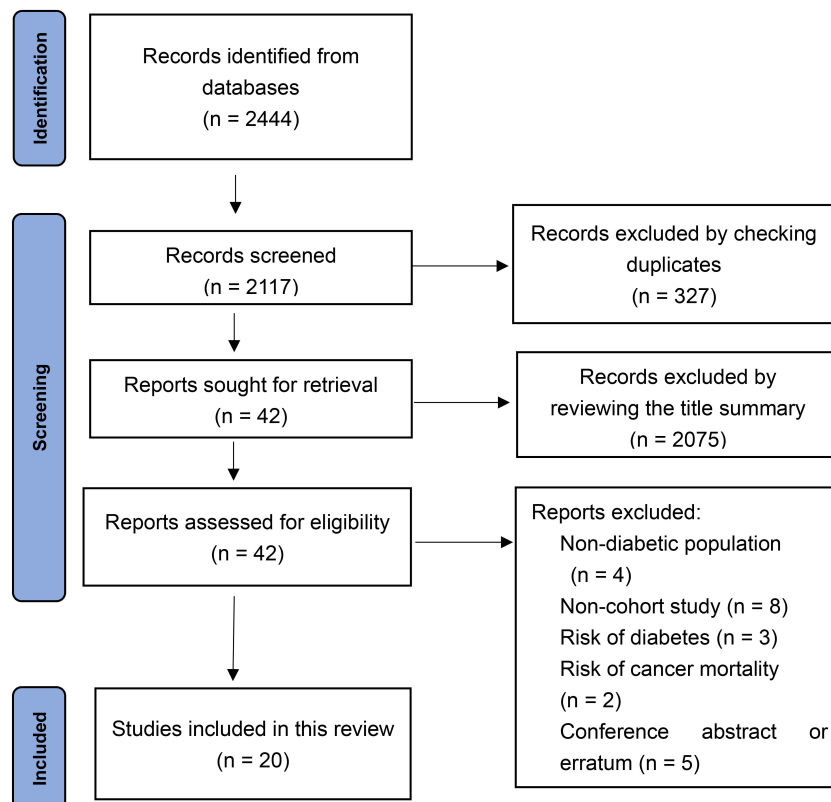 Identification
Records identified from
databases
(n = 2444)
Screening
Records screened
(n = 2117)
Records excluded by checking
duplicates
(n = 327)
Reports sought for retrieval
(n = 42)
Records excluded by
reviewing the title summary
(n = 2075)
Reports assessed for eligibility
(n = 42)
Reports excluded:
Non-diabetic population
(n = 4)
Non-cohort study (n = 8)
Risk of diabetes (n = 3)
Risk of cancer mortality
(n = 2)
Conference abstract or
erratum (n = 5)
Included
Studies included in this review
(n = 20)